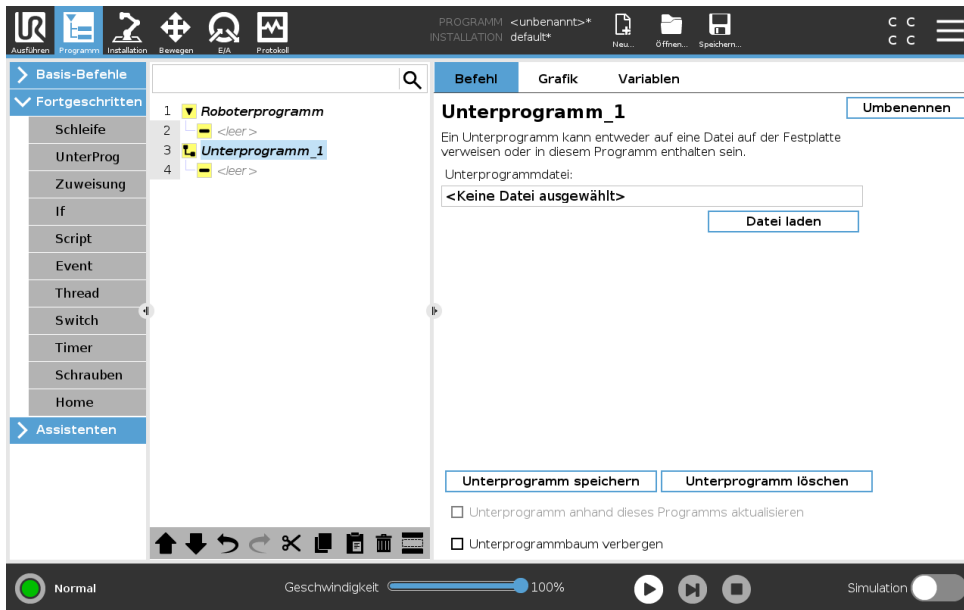 UR
PROGRAMM <unbenannt>*
INSTALLATION default*
C C
C C
Ausführen Programm Installation Bewegen E/A Protokoll
Neu... Öffnen... Speichern...
Basis-Befehle
Fortgeschritten
Schleife
UnterProg
Zuweisung
If
Script
Event
Thread
Switch
Timer
Schrauben
Home
Assistenten
1 Roboterprogramm
2 <leer>
3 Unterprogramm_1
4 <leer>
Befehl Grafik Variablen
Unterprogramm_1
Umbenennen
Ein Unterprogramm kann entweder auf eine Datei auf der Festplatte
verweisen oder in diesem Programm enthalten sein.
Unterprogrammdatei:
<Keine Datei ausgewählt>
Datei laden
Unterprogramm speichern Unterprogramm löschen
Unterprogramm anhand dieses Programms aktualisieren
Unterprogrammbaum verbergen
Normal
Geschwindigkeit 100%
Simulation